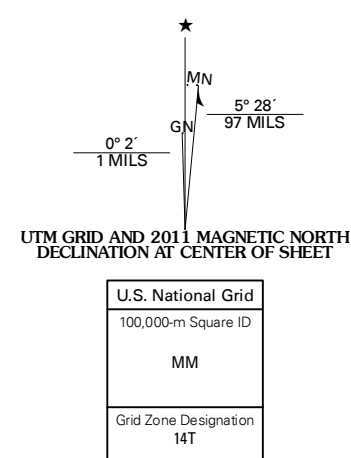 ★
MN
5° 28´
97 MILS
GN
0° 2´
1 MILS
UTM GRID AND 2011 MAGNETIC NORTH
DECLINATION AT CENTER OF SHEET
U.S. National Grid
100,000-m Square ID
MM
Grid Zone Designation
14T